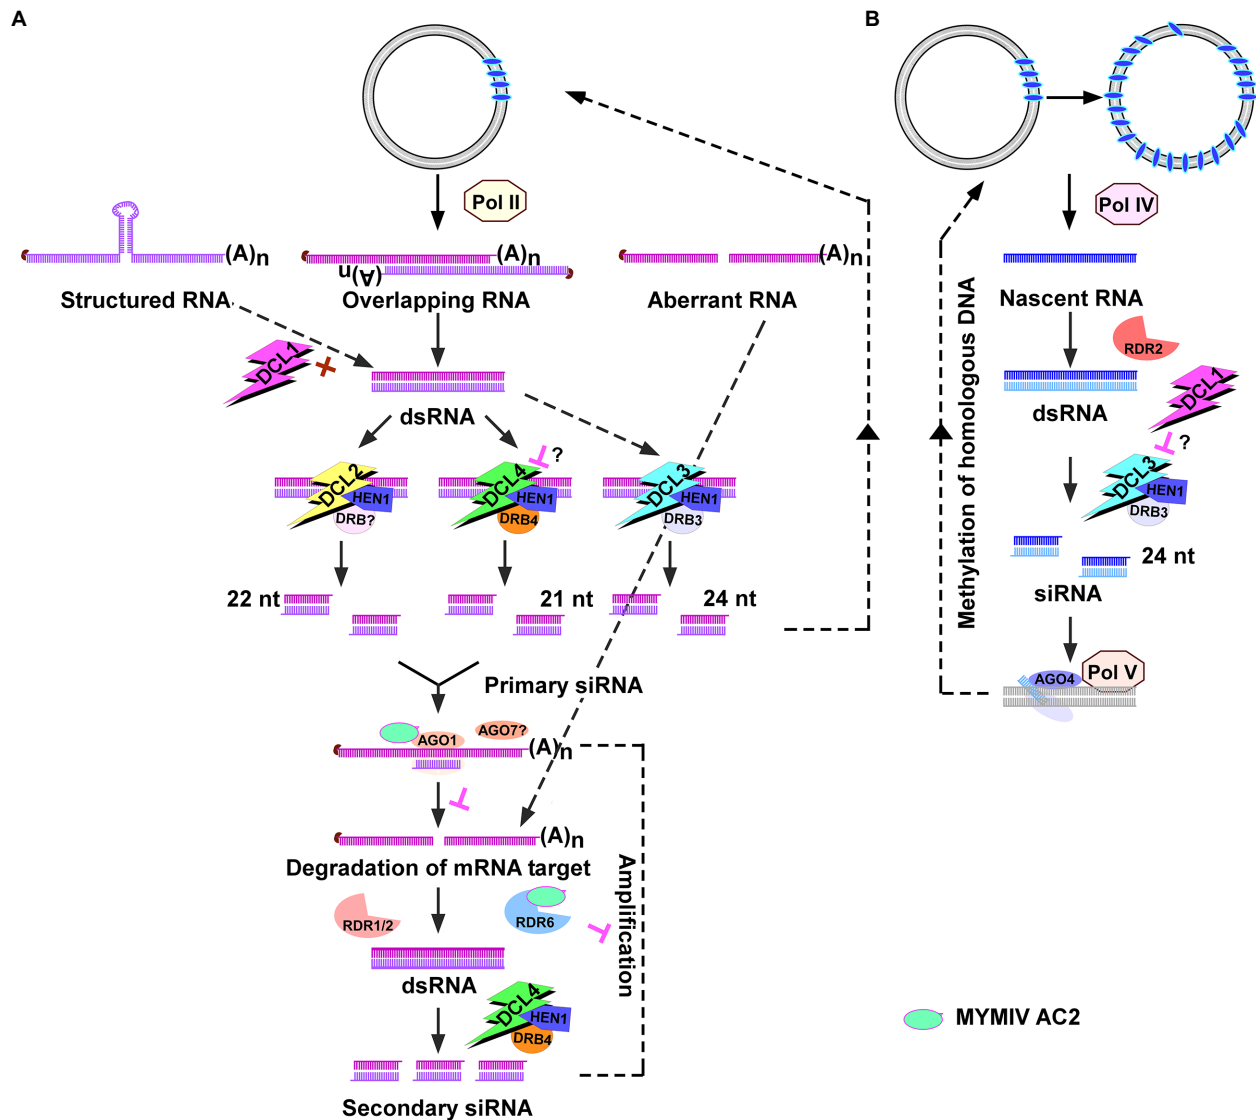 A
B
Pol II
Pol IV
(A)n
(A)n
(A)n
(A)n
Structured RNA
Overlapping RNA
Aberrant RNA
Nascent RNA
RDR2
DCL1
dsRNA
dsRNA
DCL1
?
?
DCL2
HEN1
DRB?
DCL4
HEN1
DRB4
DCL3
HEN1
DRB3
DCL3
HEN1
DRB3
22 nt
21 nt
24 nt
24 nt
siRNA
Methylation of homologous DNA
Primary siRNA
AGO4
Pol V
AGO1
AGO7?
(A)n
(A)n
Degradation of mRNA target
Amplification
RDR1/2
RDR6
dsRNA
DCL4
HEN1
DRB4
MYMIV AC2
Secondary siRNA